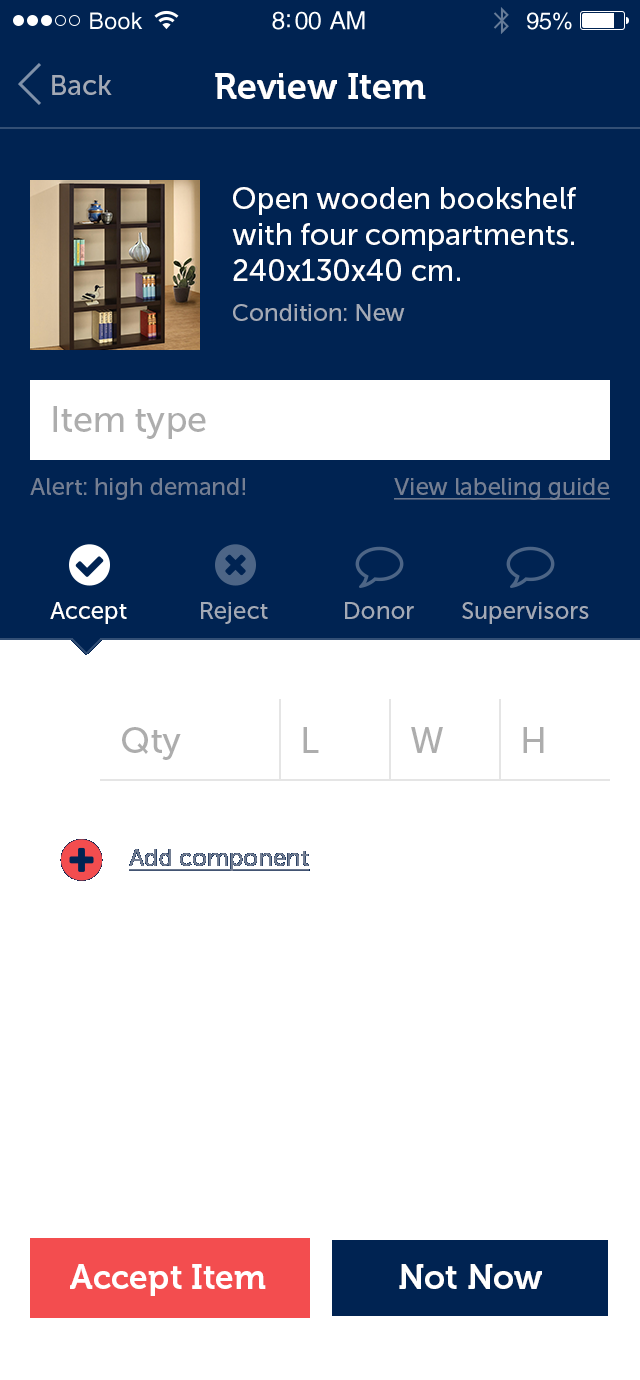 Book 8:00 AM 95%
Back Review Item
Open wooden bookshelf
with four compartments.
240x130x40 cm.
Condition: New
Item type
Alert: high demand! View labeling guide
Accept Reject Donor Supervisors
Qty L W H
Add component
Accept Item Not Now